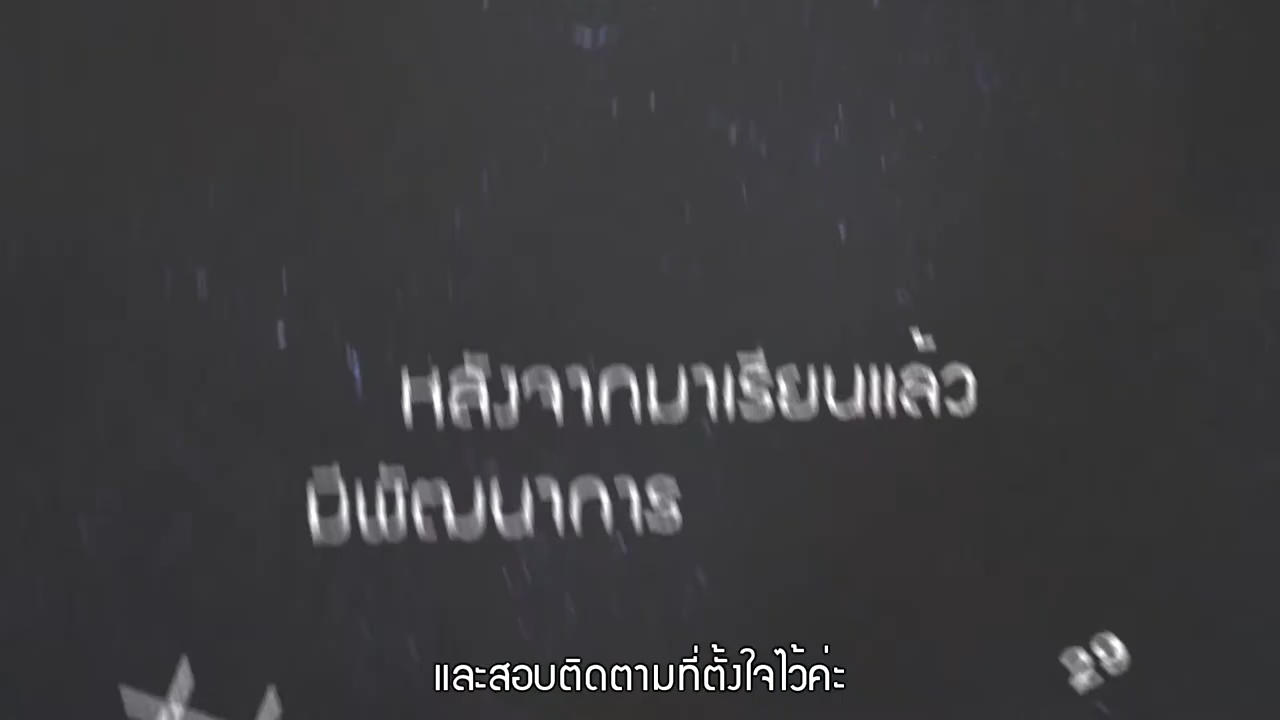 หลังจากมาเรียนแล้ว
มีพัฒนาการ
และสอบติดตามที่ตั้งใจไว้ค่ะ